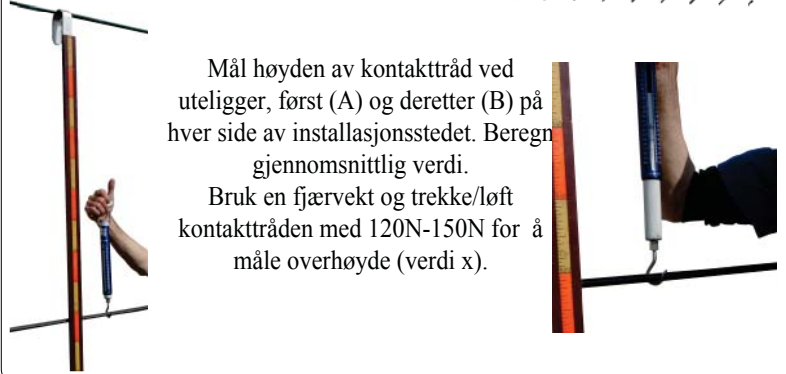 Mål høyden av kontakttråd ved
uteligger, først (A) og deretter (B) på
hver side av installasjonsstedet. Beregn
gjennomsnittlig verdi.
Bruk en fjærvekt og trekke/løft
kontakttråden med 120N-150N for å
måle overhøyde (verdi x).